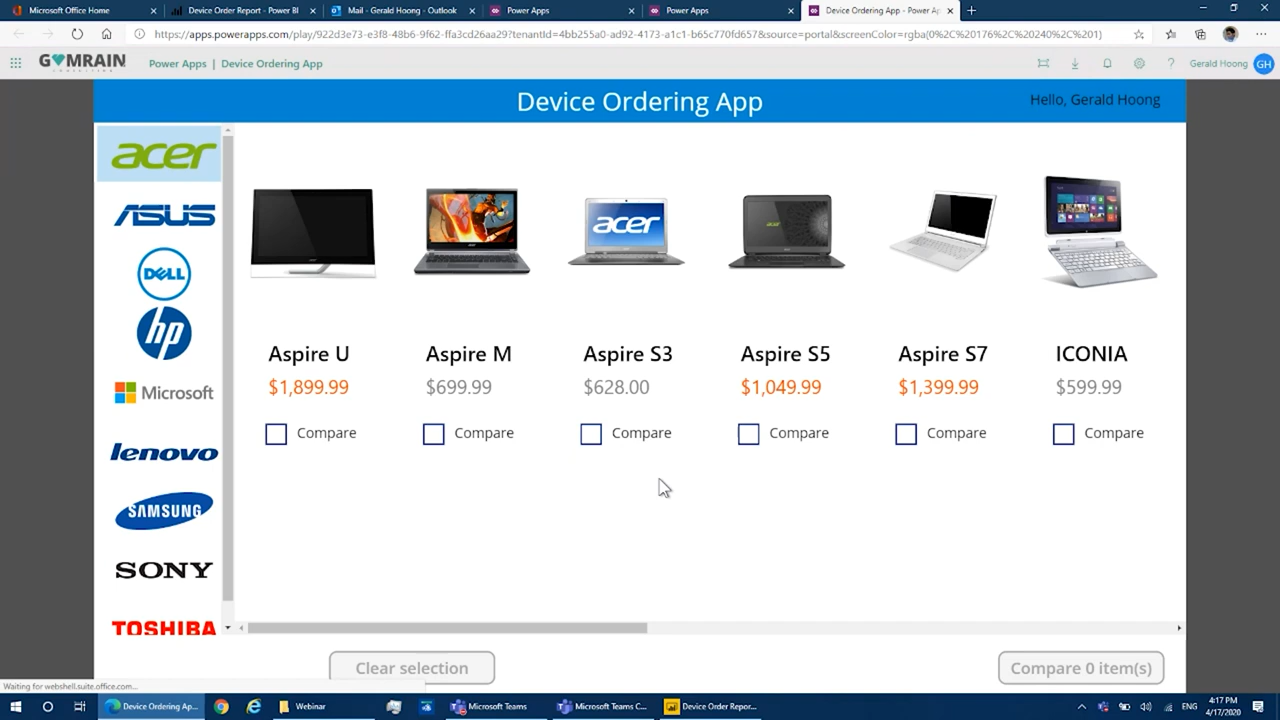 Microsoft Office Home
Device Order Report - Power BI
Mail - Gerald Hoong - Outlook
Power Apps
Power Apps
Device Ordering App - Power Ap
https://apps.powerapps.com/play/922d3e73-e3f8-48b6-9f62-ffa3cd26aa29?tenantId=4bb255a0-ad92-4173-a1c1-b65c770fd657&source=portal&screenColor=rgba(0%2C%20176%2C%20240%2C%201)
Power Apps | Device Ordering App
Gerald Hoong GH
Device Ordering App
Hello, Gerald Hoong
acer
ASUS
DELL
hp
Microsoft
lenovo
SAMSUNG
SONY
TOSHIBA
acer
Aspire U Aspire M Aspire S3 Aspire S5 Aspire S7 ICONIA
$1,899.99 $699.99 $628.00 $1,049.99 $1,399.99 $599.99
Compare Compare Compare Compare Compare Compare
Clear selection
Compare 0 item(s)
Waiting for webshell.suite.office.com...
Device Ordering Ap...
Webinar
Microsoft Teams
Microsoft Teams C...
Device Order Repor...
4:17 PM
4/17/2020